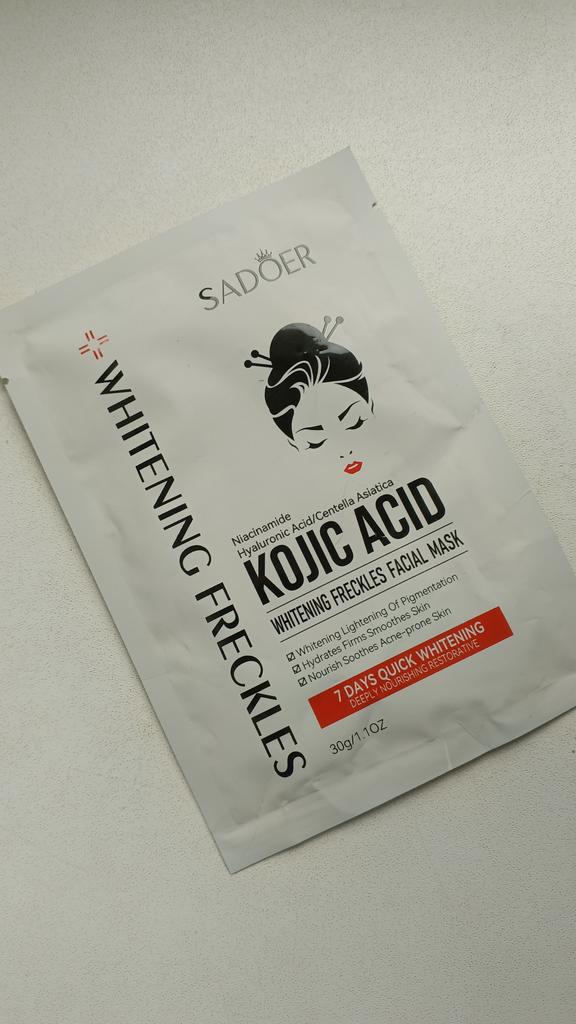 SADOER
WHITENING FRECKLES
Niacinamide
Hyaluronic Acid/Centella Asiatica
KOJIC ACID
WHITENING FRECKLES FACIAL MASK
☑ Whitening Lightening Of Pigmentation
☑ Hydrates Firms Smoothes Skin
☑ Nourish Soothes Acne-prone Skin
7 DAYS QUICK WHITENING
DEEPLY NOURISHING RESTORATIVE
30g/1.1OZ